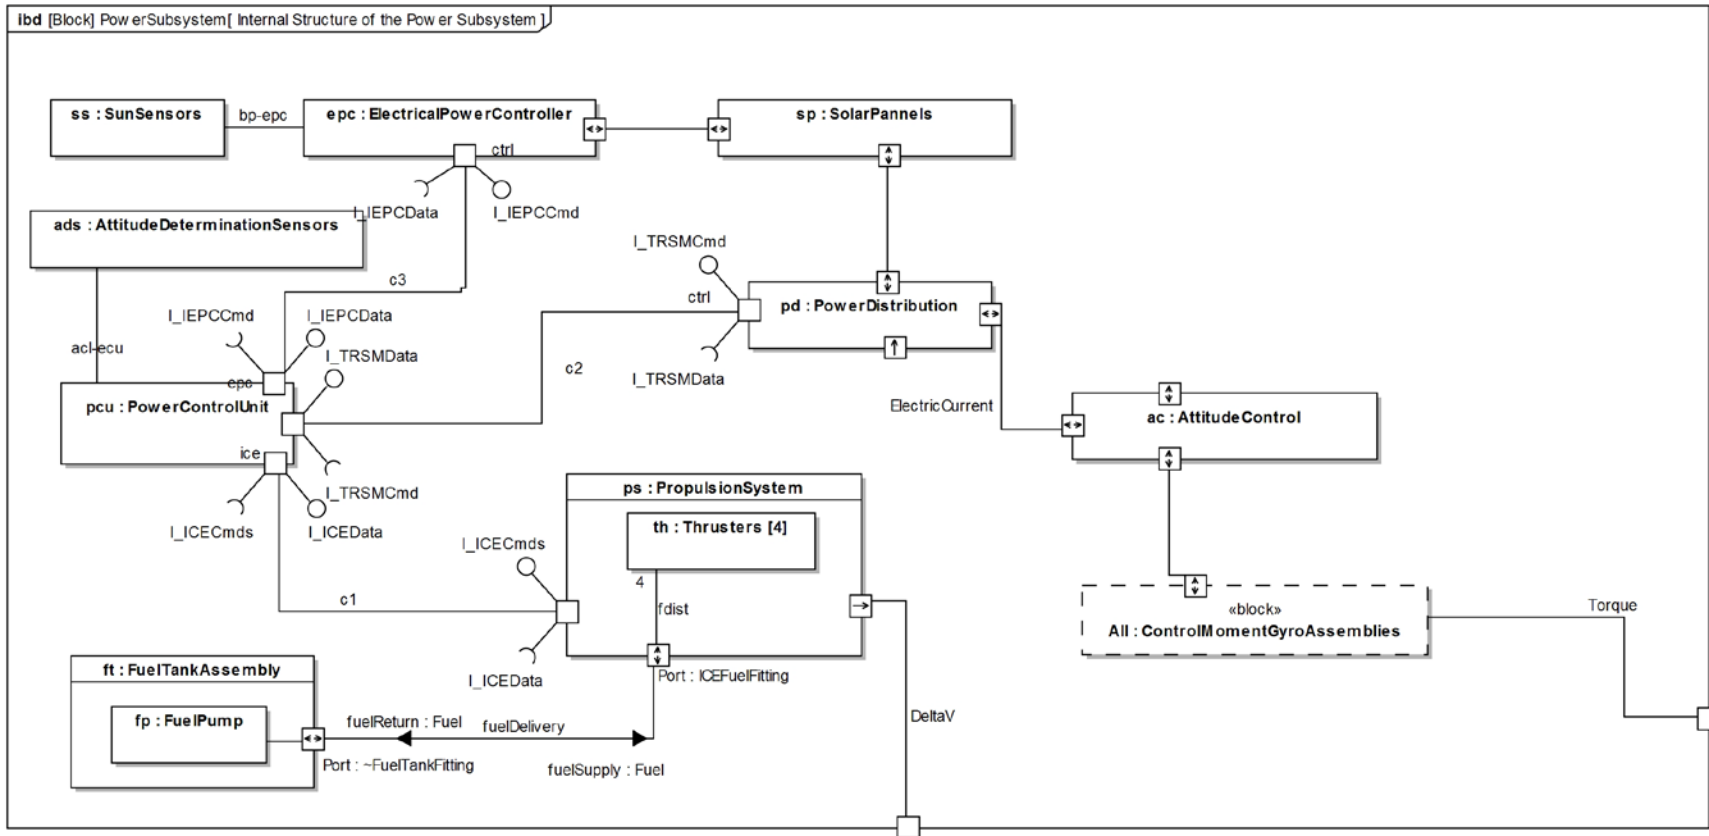 ibd [Block] PowerSubsystem[ Internal Structure of the Power Subsystem ]
ss : SunSensors
bp-epc
epc : ElectricalPowerController
sp : SolarPannels
ctrl
I_IEPCData
I_IEPCCmd
ads : AttitudeDeterminationSensors
I_TRSMCmd
c3
ctrl
pd : PowerDistribution
I_IEPCCmd
I_IEPCData
acl-ecu
I_TRSMData
c2
I_TRSMData
epc
pcu : PowerControlUnit
ElectricCurrent
ac : AttitudeControl
ice
I_TRSMCmd
ps : PropulsionSystem
I_ICECmds
I_ICEData
th : Thrusters [4]
I_ICECmds
4
c1
fdist
«block»
All : ControlMomentGyroAssemblies
Torque
ft : FuelTankAssembly
I_ICEData
Port : ICEFuelFitting
fp : FuelPump
fuelReturn : Fuel
fuelDelivery
DeltaV
Port : ~FuelTankFitting
fuelSupply : Fuel